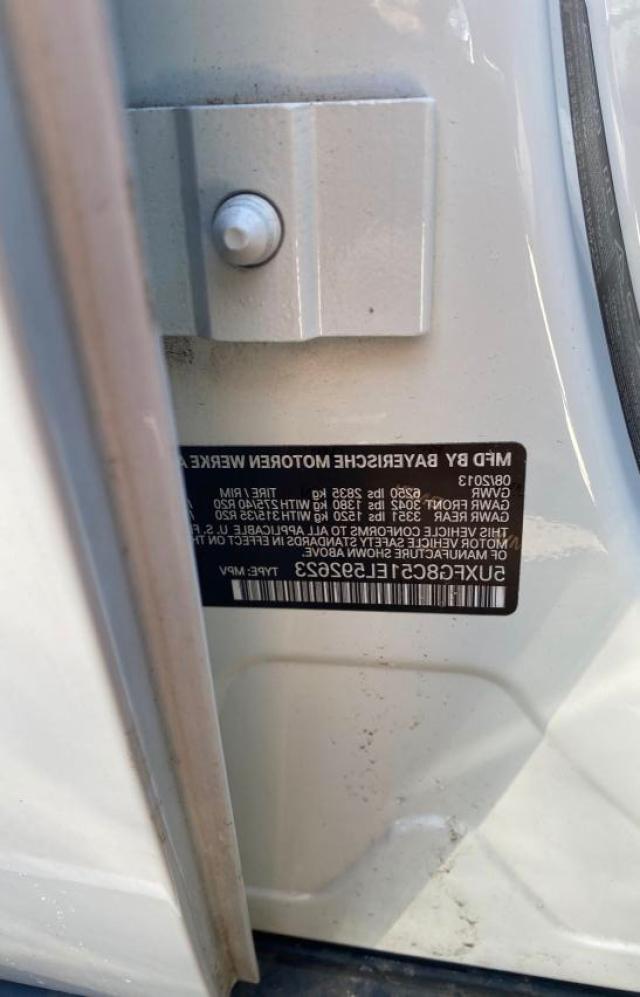 MFD BY BAYERISCHE MOTOREN WERKE A
08/2013
GVWR 6250 lbs 2835 kg TIRE / RIM
GAWR FRONT 3042 lbs 1380 kg WITH 275/40 R20
GAWR REAR 3351 lbs 1520 kg WITH 315/35 R20
THIS VEHICLE CONFORMS TO ALL APPLICABLE U.S. F
MOTOR VEHICLE SAFETY STANDARDS IN EFFECT ON TH
OF MANUFACTURE SHOWN ABOVE.
5UXFG8C51EL592623 TYPE: MPV